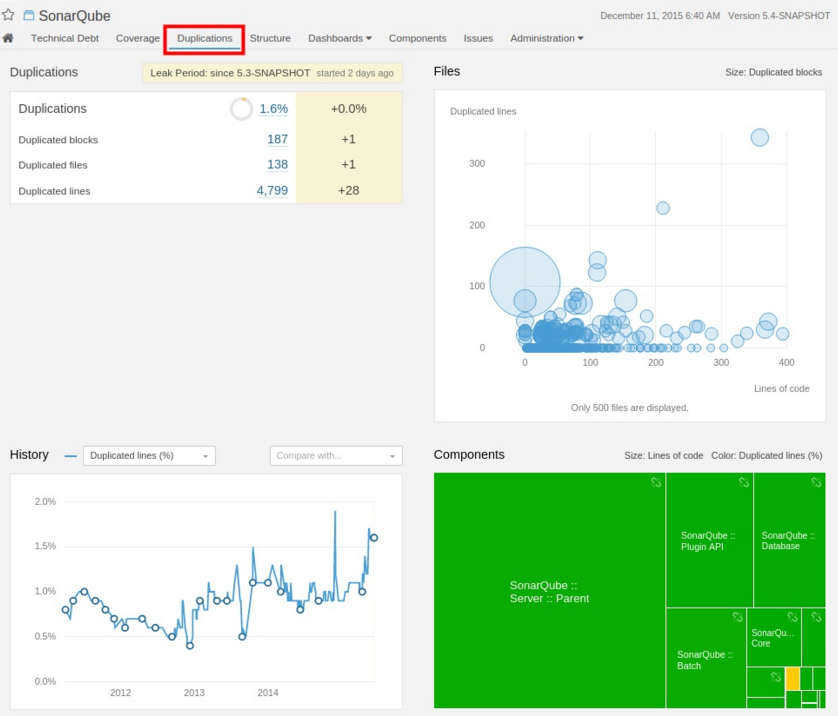 SonarQube
December 11, 2015 6:40 AM Version 5.4-SNAPSHOT
Technical Debt Coverage Duplications Structure Dashboards Components Issues Administration
Duplications
Leak Period: since 5.3-SNAPSHOT started 2 days ago
Duplications 1.6% +0.0%
Duplicated blocks 187 +1
Duplicated files 138 +1
Duplicated lines 4,799 +28
Files
Size: Duplicated blocks
Duplicated lines
300
200
100
0
0 100 200 300 400
Lines of code
Only 500 files are displayed.
History
Duplicated lines (%)
Compare with...
2.0%
1.5%
1.0%
0.5%
0.0%
2012 2013 2014
Components
Size: Lines of code Color: Duplicated lines (%)
SonarQube ::
Server :: Parent
SonarQube ::
Plugin API
SonarQube ::
Database
SonarQube ::
Batch
SonarQu...
Core